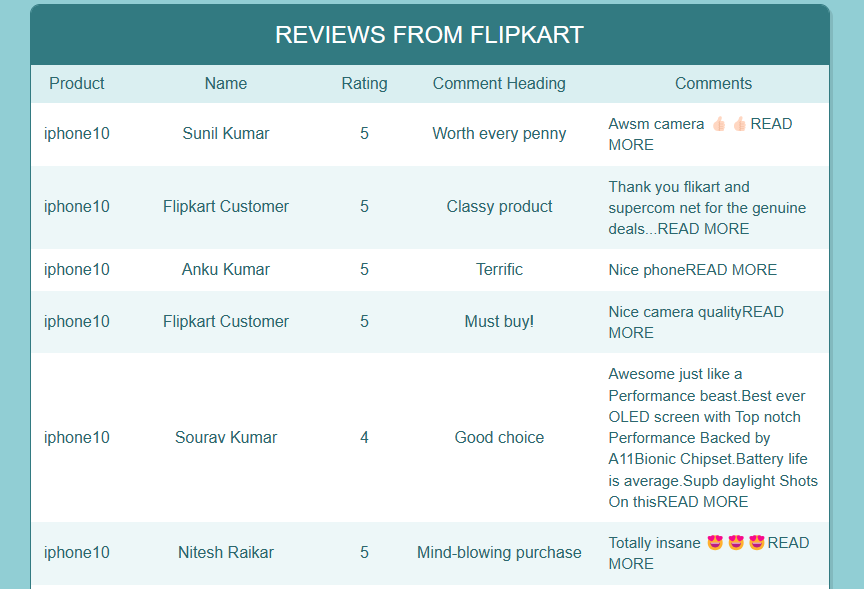 REVIEWS FROM FLIPKART
Product Name Rating Comment Heading Comments
iphone10 Sunil Kumar 5 Worth every penny Awsm camera 👍🏻 👍🏻READ
MORE
iphone10 Flipkart Customer 5 Classy product Thank you flikart and
supercom net for the genuine
deals...READ MORE
iphone10 Anku Kumar 5 Terrific Nice phoneREAD MORE
iphone10 Flipkart Customer 5 Must buy! Nice camera qualityREAD
MORE
iphone10 Sourav Kumar 4 Good choice Awesome just like a
Performance beast.Best ever
OLED screen with Top notch
Performance Backed by
A11Bionic Chipset.Battery life
is average.Supb daylight Shots
On thisREAD MORE
iphone10 Nitesh Raikar 5 Mind-blowing purchase Totally insane 😍 😍 😍READ
MORE